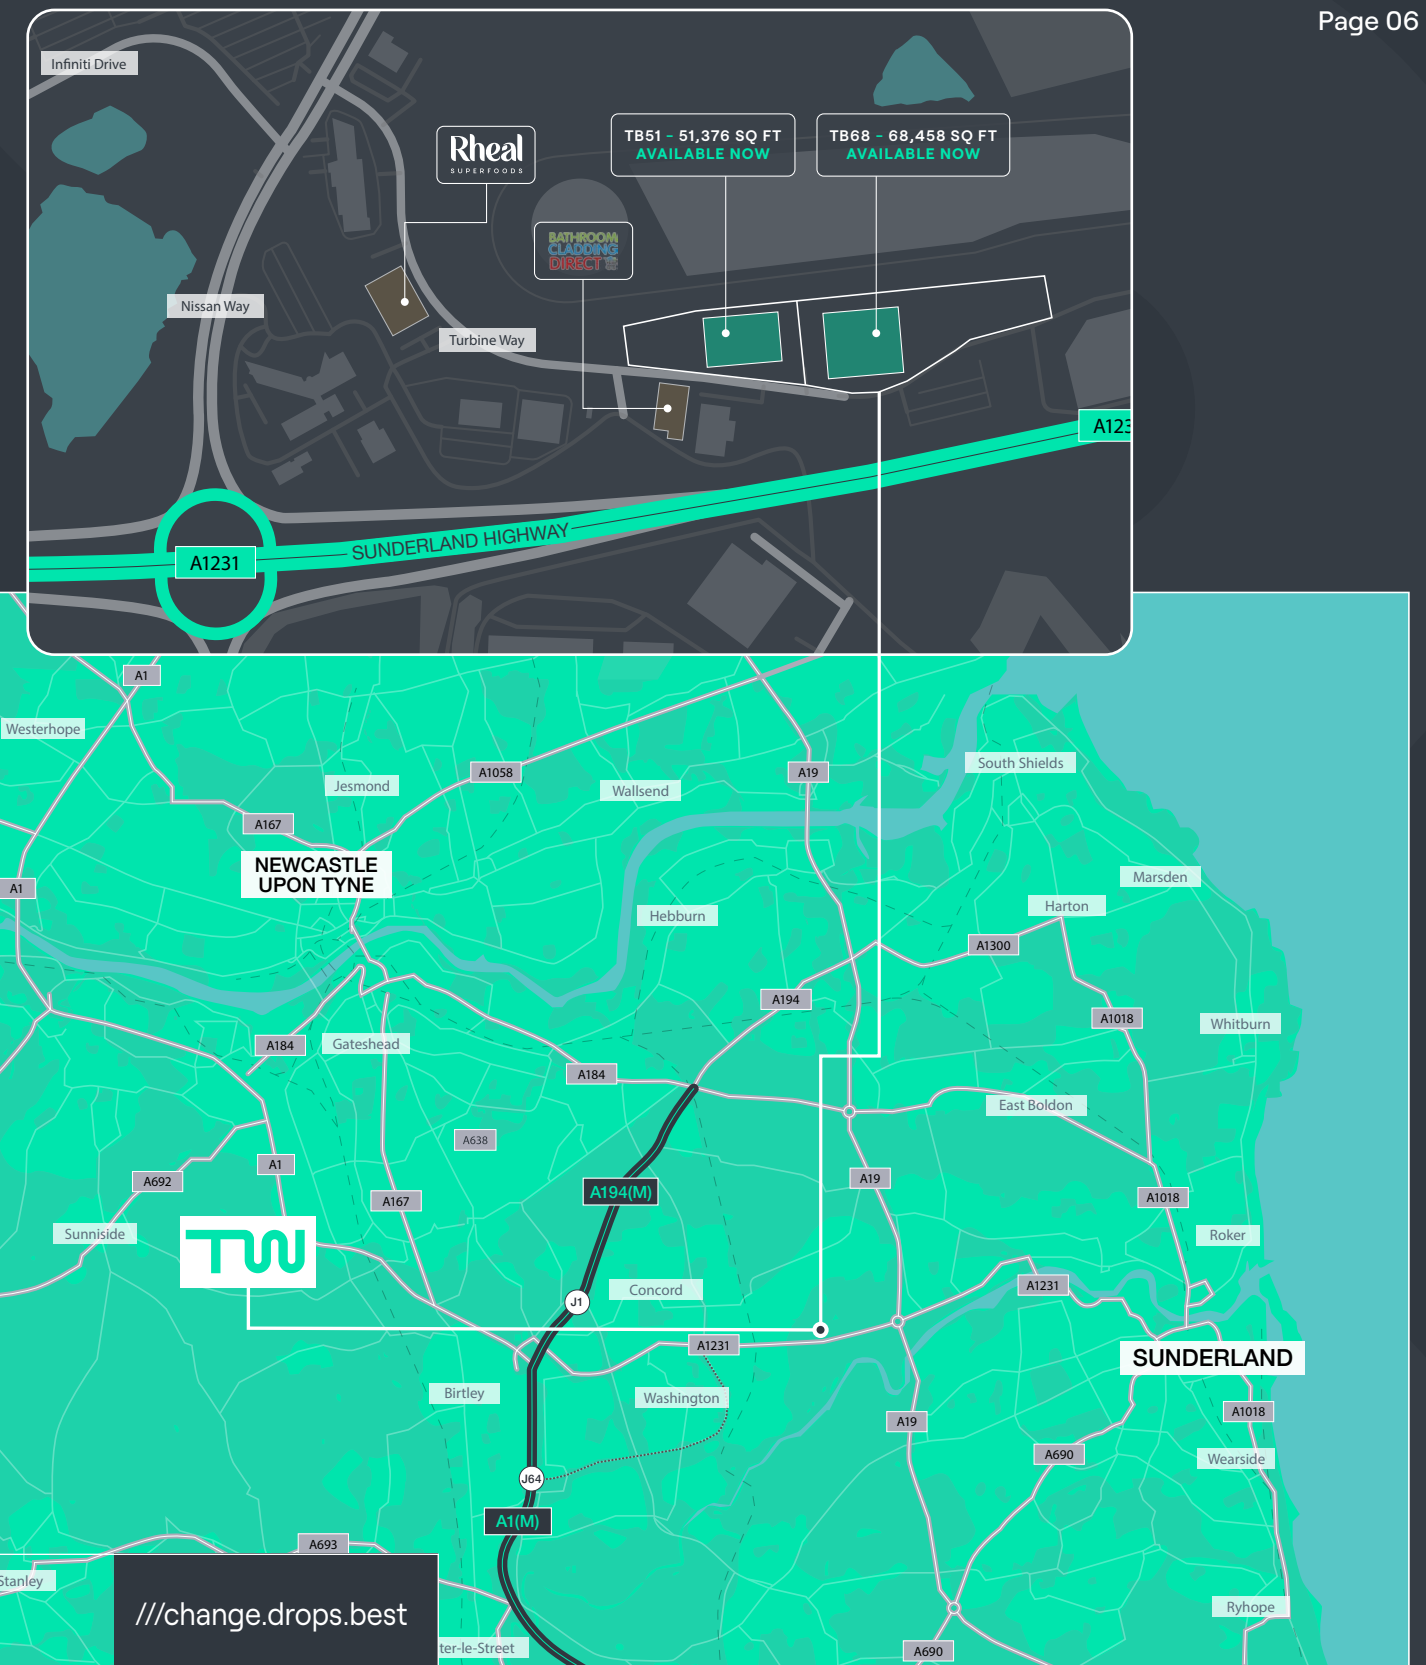 Page 06
Infiniti Drive
Rheal
SUPERFOODS
TB51 - 51,376 SQ FT
AVAILABLE NOW
TB68 - 68,458 SQ FT
AVAILABLE NOW
BATHROOM
CLADDING
DIRECT
Nissan Way
Turbine Way
A123
SUNDERLAND HIGHWAY
A1231
A1
Westerhope
A1058
A19
South Shields
Jesmond
Wallsend
A167
NEWCASTLE
UPON TYNE
A1
Marsden
Harton
Hebburn
A1300
A194
A1018
Whitburn
A184
Gateshead
A184
East Boldon
A638
A1
A692
A167
A194(M)
A19
A1018
Sunniside
Roker
TW
Concord
A1231
J1
A1231
SUNDERLAND
Birtley
Washington
A19
A1018
A690
Wearside
J64
A1(M)
A693
Stanley
///change.drops.best
Ryhope
ter-le-Street
A690